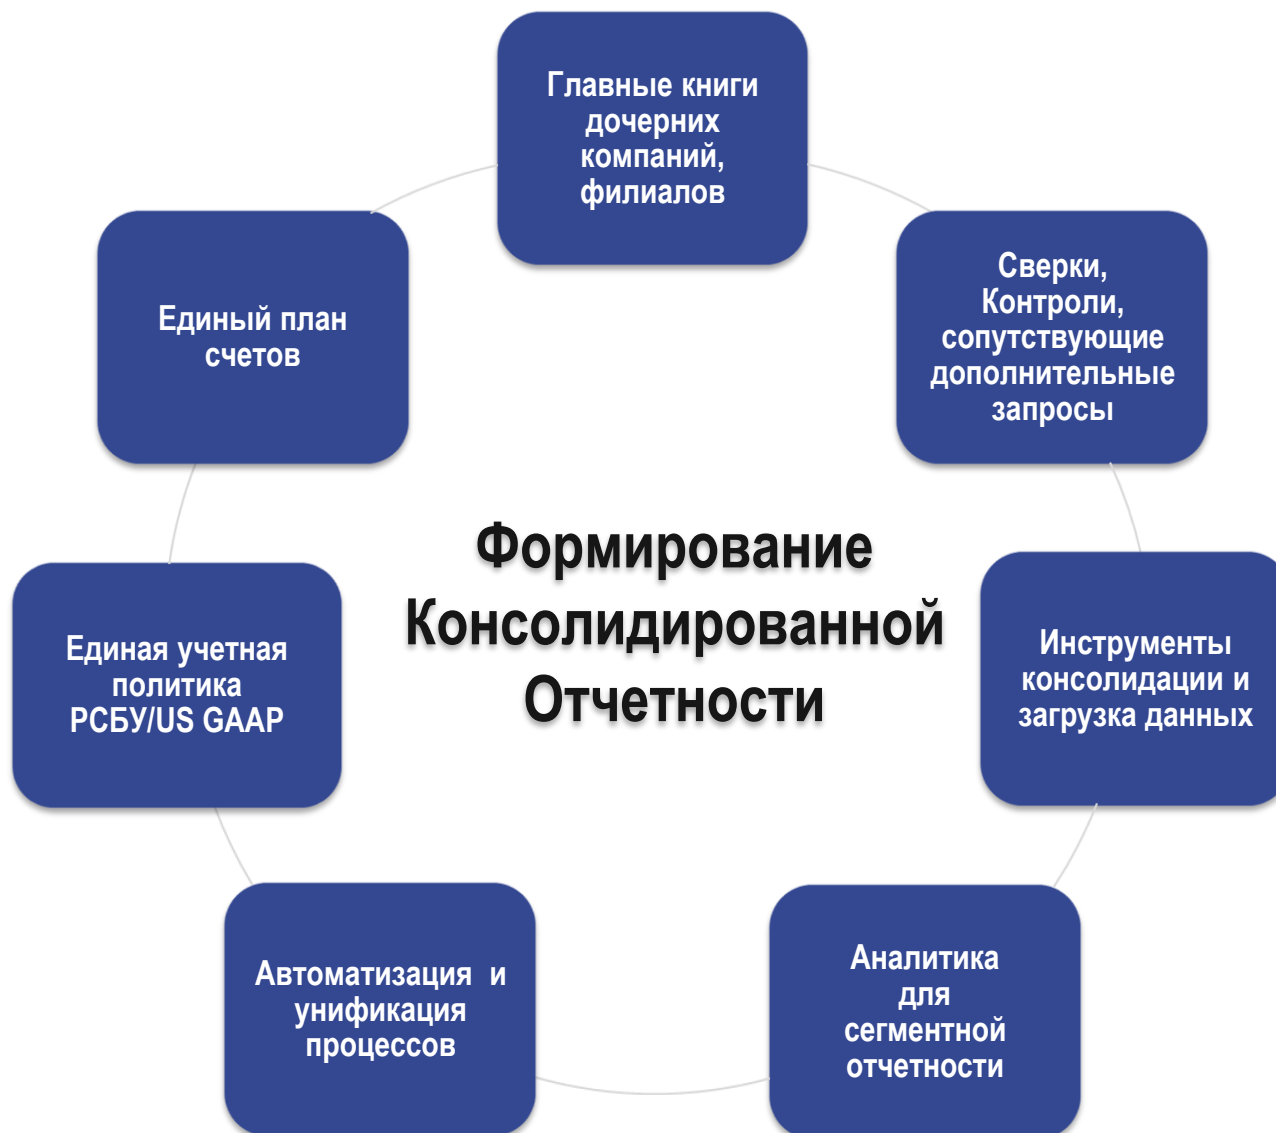 Главные книги
дочерних
компаний,
филиалов
Сверки,
Контроли,
сопутствующие
дополнительные
запросы
Единый план
счетов
Формирование
Консолидированной
Отчетности
Инструменты
консолидации и
загрузка данных
Единая учетная
политика
РСБУ/US GAAP
Автоматизация и
унификация
процессов
Аналитика
для
сегментной
отчетности